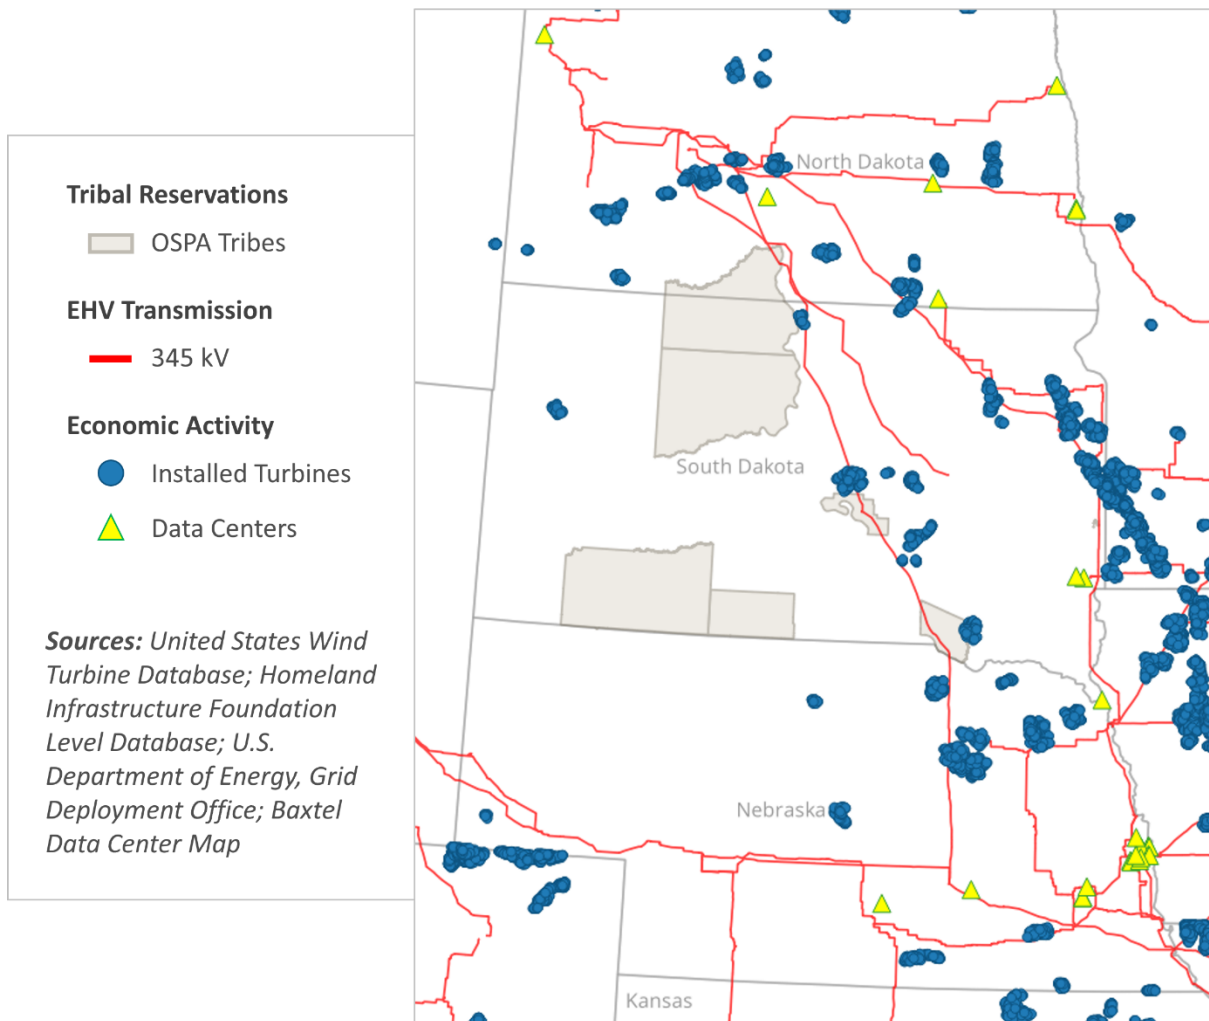 Tribal Reservations
OSPA Tribes
EHV Transmission
345 kV
Economic Activity
Installed Turbines
Data Centers
Sources: United States Wind
Turbine Database; Homeland
Infrastructure Foundation
Level Database; U.S.
Department of Energy, Grid
Deployment Office; Baxtel
Data Center Map
North Dakota
South Dakota
Nebraska
Kansas